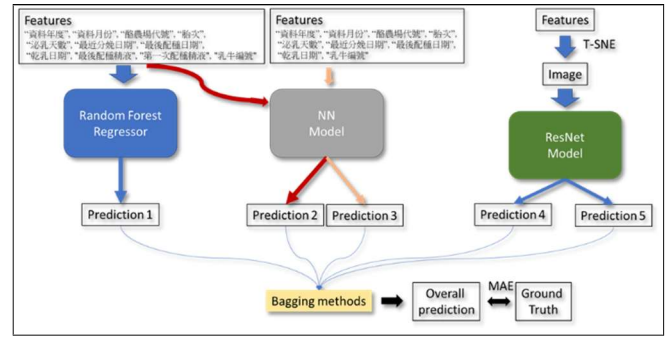 Features
“資料年度”, “資料月份”, “酪農場代號”, “胎次”,
“泌乳天數”, “最近分娩日期”, “最後配種日期”,
“乾乳日期”, “最後配種精液”, “第一次配種精液”, “乳牛編號”
Features
“資料年度”, “資料月份”, “酪農場代號”, “胎次”,
“泌乳天數”, “最近分娩日期”, “最後配種日期”,
“乾乳日期”, “乳牛編號”
Features
T-SNE
Image
Random Forest
Regressor
NN
Model
ResNet
Model
Prediction 1
Prediction 2
Prediction 3
Prediction 4
Prediction 5
Bagging methods
Overall
prediction
MAE
Ground
Truth